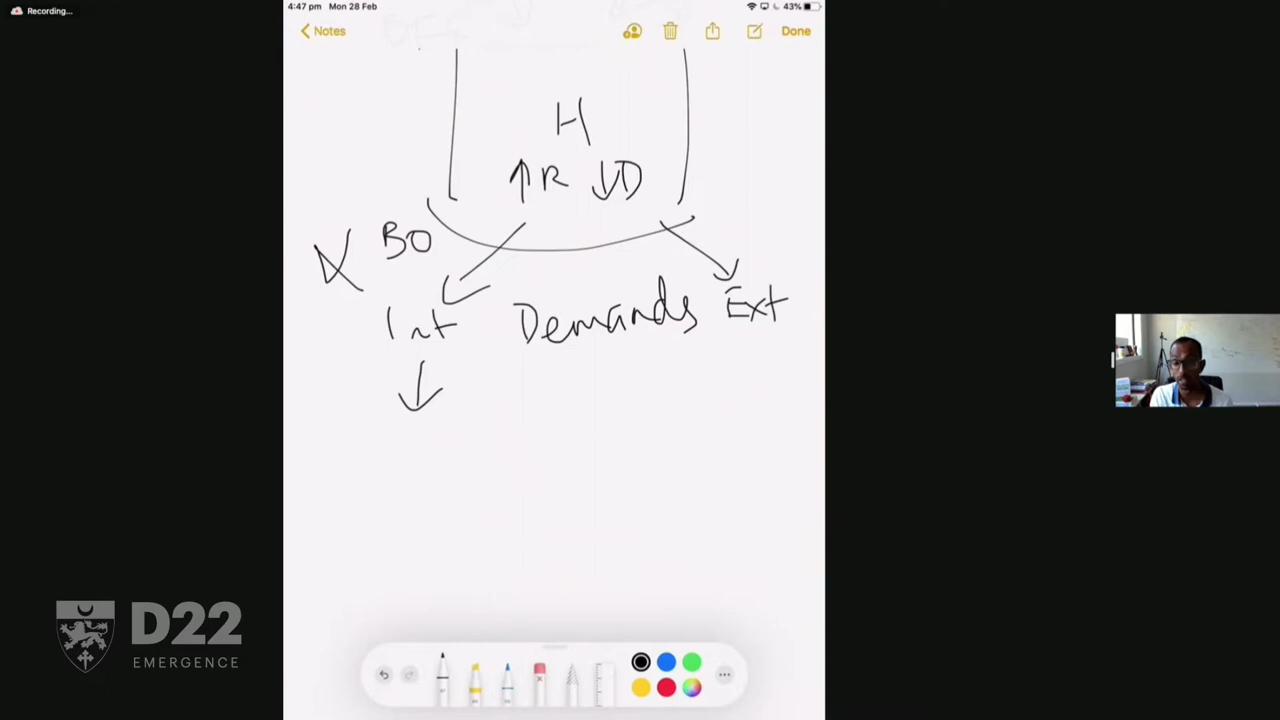 Recording...
4:47 pm Mon 28 Feb
43%
Notes
Done
H
↑R ↓D
BO
Int Demands Ext
D22
EMERGENCE